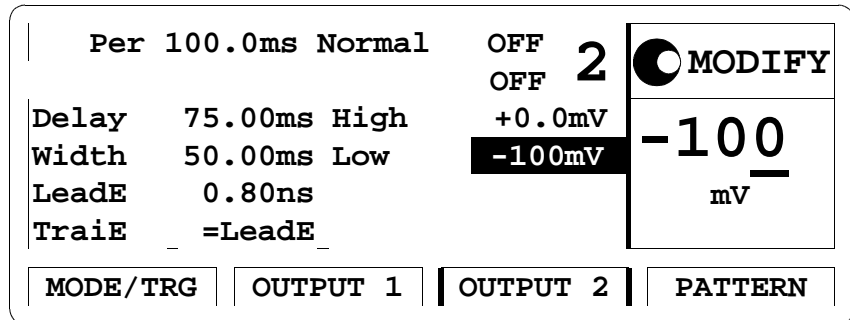 Per 100.0ms Normal OFF 2 MODIFY
OFF
Delay 75.00ms High +0.0mV -100
Width 50.00ms Low -100mV
LeadE 0.80ns mV
TraiE =LeadE
MODE/TRG OUTPUT 1 OUTPUT 2 PATTERN